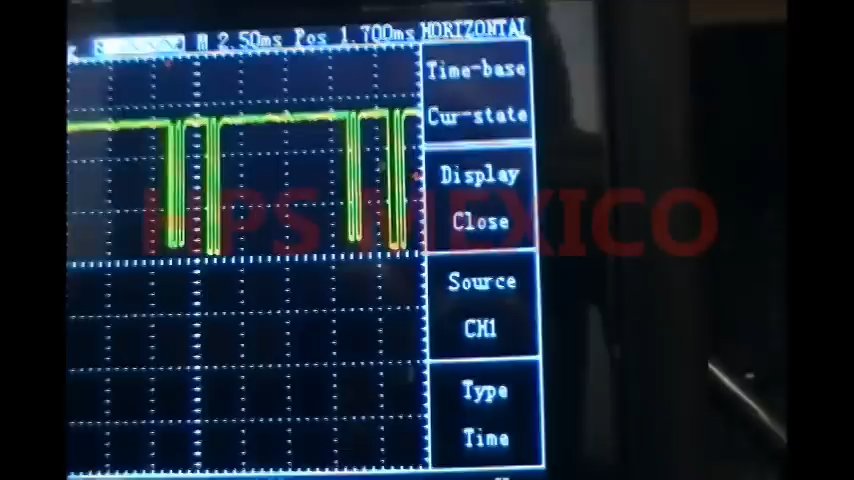 M 2.50ms Pos 1.700ms HORIZONTAL
Time-base
Cur-state
Display
Close
HPS MEXICO
Source
CH1
Type
Time